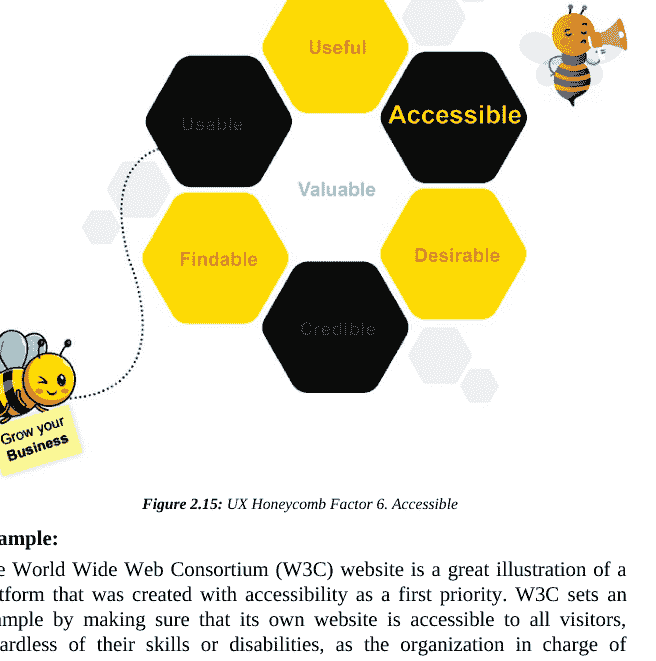 Useful
Accessible
Usable
Valuable
Findable
Desirable
Credible
Grow your
Business
Figure 2.15: UX Honeycomb Factor 6. Accessible
ample:
e World Wide Web Consortium (W3C) website is a great illustration of a
tform that was created with accessibility as a first priority. W3C sets an
mple by making sure that its own website is accessible to all visitors,
ardless of their skills or disabilities, as the organization in charge of